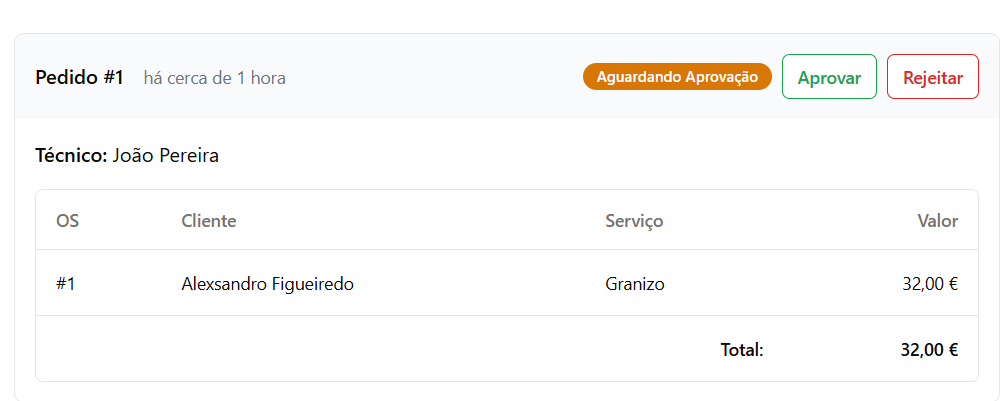 Pedido #1 há cerca de 1 hora Aguardando Aprovação Aprovar Rejeitar
Técnico: João Pereira
OS Cliente Serviço Valor
#1 Alexsandro Figueiredo Granizo 32,00 €
Total: 32,00 €